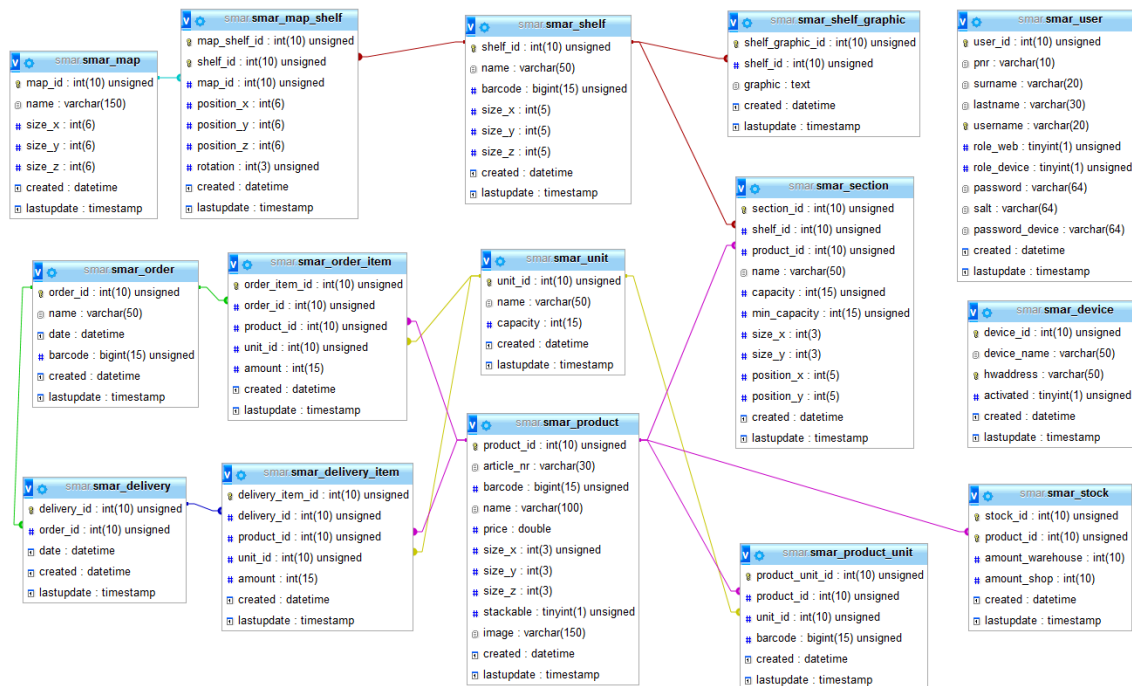 smar.smar_map
map_id : int(10) unsigned
name : varchar(150)
size_x : int(6)
size_y : int(6)
size_z : int(6)
created : datetime
lastupdate : timestamp
smar.smar_map_shelf
map_shelf_id : int(10) unsigned
shelf_id : int(10) unsigned
map_id : int(10) unsigned
position_x : int(6)
position_y : int(6)
position_z : int(6)
rotation : int(3) unsigned
created : datetime
lastupdate : timestamp
smar.smar_shelf
shelf_id : int(10) unsigned
name : varchar(50)
barcode : bigint(15) unsigned
size_x : int(5)
size_y : int(5)
size_z : int(5)
created : datetime
lastupdate : timestamp
smar.smar_shelf_graphic
shelf_graphic_id : int(10) unsigned
shelf_id : int(10) unsigned
graphic : text
created : datetime
lastupdate : timestamp
smar.smar_user
user_id : int(10) unsigned
pnr : varchar(10)
surname : varchar(20)
lastname : varchar(30)
username : varchar(20)
role_web : tinyint(1) unsigned
role_device : tinyint(1) unsigned
password : varchar(64)
salt : varchar(64)
password_device : varchar(64)
created : datetime
lastupdate : timestamp
smar.smar_section
section_id : int(10) unsigned
shelf_id : int(10) unsigned
product_id : int(10) unsigned
name : varchar(50)
capacity : int(15) unsigned
min_capacity : int(15) unsigned
size_x : int(3)
size_y : int(3)
position_x : int(5)
position_y : int(5)
created : datetime
lastupdate : timestamp
smar.smar_order
order_id : int(10) unsigned
name : varchar(50)
date : datetime
barcode : bigint(15) unsigned
created : datetime
lastupdate : timestamp
smar.smar_order_item
order_item_id : int(10) unsigned
order_id : int(10) unsigned
product_id : int(10) unsigned
unit_id : int(10) unsigned
amount : int(15)
created : datetime
lastupdate : timestamp
smar.smar_unit
unit_id : int(10) unsigned
name : varchar(50)
capacity : int(15)
created : datetime
lastupdate : timestamp
smar.smar_device
device_id : int(10) unsigned
device_name : varchar(50)
hwaddress : varchar(50)
activated : tinyint(1) unsigned
created : datetime
lastupdate : timestamp
smar.smar_delivery
delivery_id : int(10) unsigned
order_id : int(10) unsigned
date : datetime
created : datetime
lastupdate : timestamp
smar.smar_delivery_item
delivery_item_id : int(10) unsigned
delivery_id : int(10) unsigned
product_id : int(10) unsigned
unit_id : int(10) unsigned
amount : int(15)
created : datetime
lastupdate : timestamp
smar.smar_product
product_id : int(10) unsigned
article_nr : varchar(30)
barcode : bigint(15) unsigned
name : varchar(100)
price : double
size_x : int(3) unsigned
size_y : int(3)
size_z : int(3)
stackable : tinyint(1) unsigned
image : varchar(150)
created : datetime
lastupdate : timestamp
smar.smar_product_unit
product_unit_id : int(10) unsigned
product_id : int(10) unsigned
unit_id : int(10) unsigned
barcode : bigint(15) unsigned
created : datetime
lastupdate : timestamp
smar.smar_stock
stock_id : int(10) unsigned
product_id : int(10) unsigned
amount_warehouse : int(10)
amount_shop : int(10)
created : datetime
lastupdate : timestamp